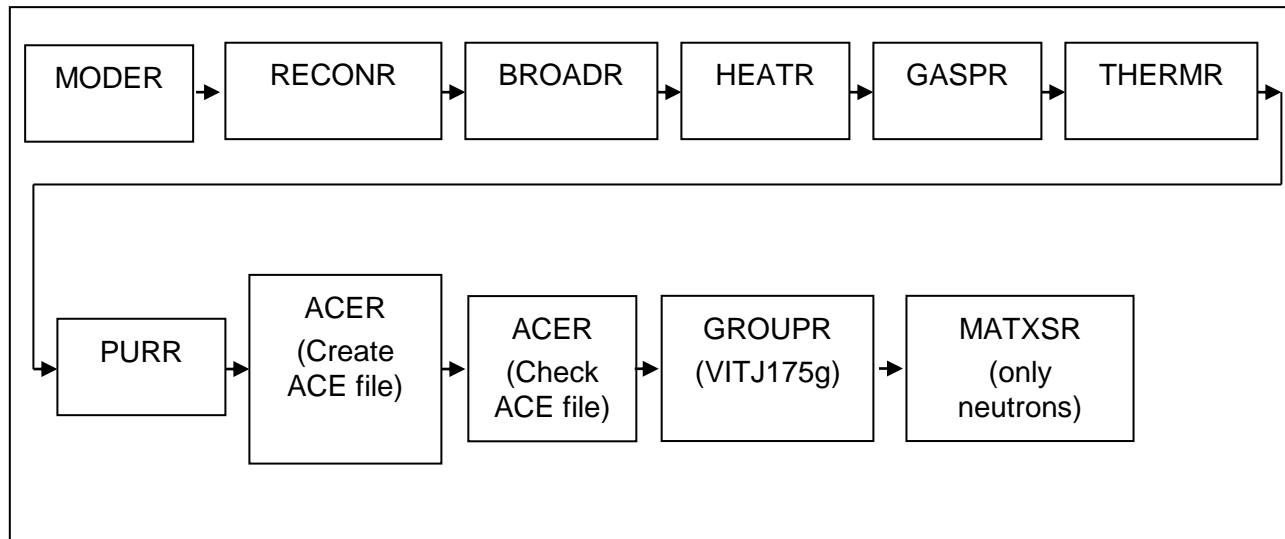 MODER
RECONR
BROADR
HEATR
GASPR
THERMR
PURR
ACER
(Create
ACE file)
ACER
(Check
ACE file)
GROUPR
(VITJ175g)
MATXSR
(only
neutrons)